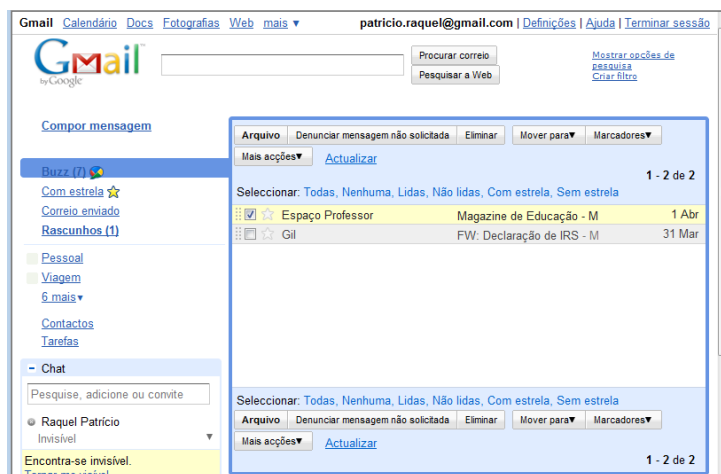 Gmail Calendário Docs Fotografias Web mais ▼ patricio.raquel@gmail.com | Definições | Ajuda | Terminar sessão
Gmail
by Google
Procurar correio
Pesquisar a Web
Mostrar opções de
pesquisa
Criar filtro
Compor mensagem
Buzz (7)
Com estrela
Correio enviado
Rascunhos (1)
Pessoal
Viagem
6 mais ▾
Contactos
Tarefas
− Chat
Pesquise, adicione ou convite
Raquel Patrício
Invisível ▼
Encontra-se invisível.
Arquivo Denunciar mensagem não solicitada Eliminar Mover para▼ Marcadores▼
Mais acções▼ Actualizar
1 - 2 de 2
Seleccionar: Todas, Nenhuma, Lidas, Não lidas, Com estrela, Sem estrela
Espaço Professor Magazine de Educação - M 1 Abr
Gil FW: Declaração de IRS - M 31 Mar
Seleccionar: Todas, Nenhuma, Lidas, Não lidas, Com estrela, Sem estrela
Arquivo Denunciar mensagem não solicitada Eliminar Mover para▼ Marcadores▼
Mais acções▼ Actualizar
1 - 2 de 2